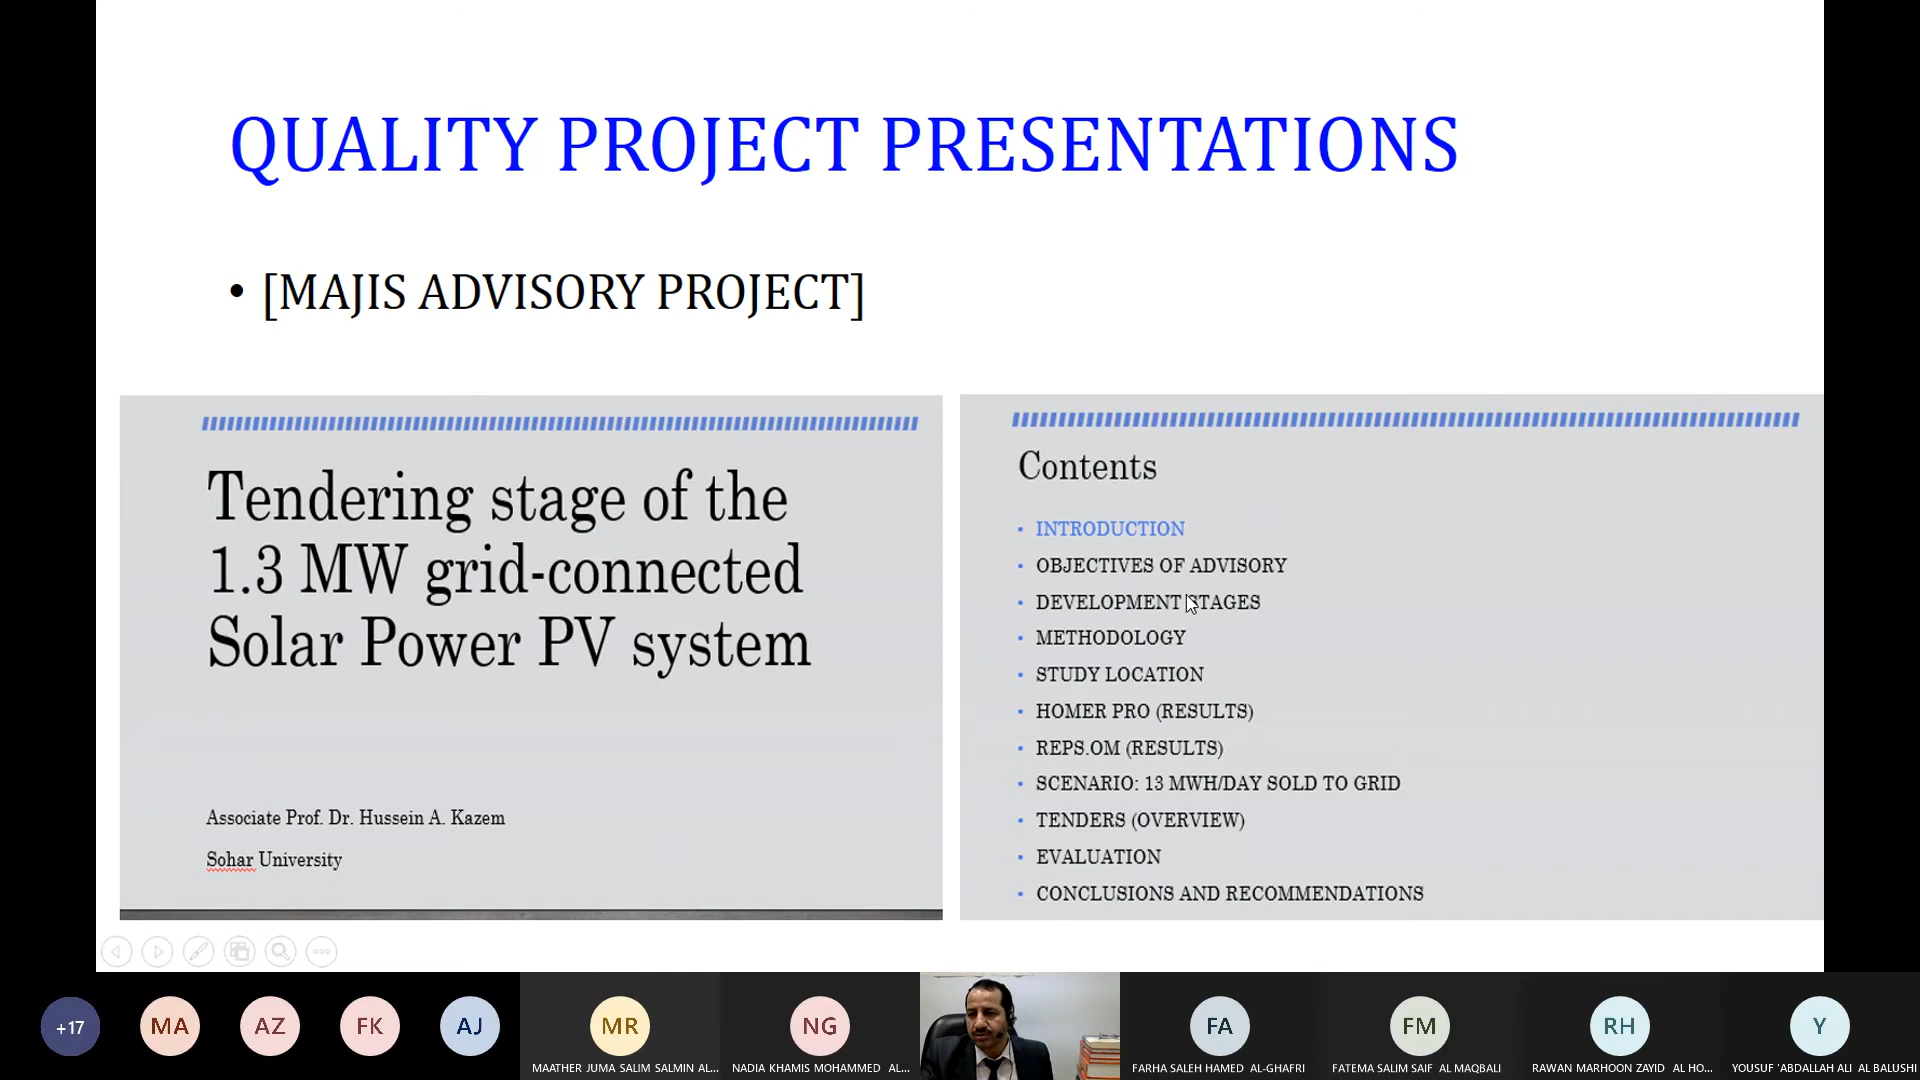 QUALITY PROJECT PRESENTATIONS
• [MAJIS ADVISORY PROJECT]
Tendering stage of the
1.3 MW grid-connected
Solar Power PV system
Associate Prof. Dr. Hussein A. Kazem
Sohar University
Contents
• INTRODUCTION
• OBJECTIVES OF ADVISORY
• DEVELOPMENT STAGES
• METHODOLOGY
• STUDY LOCATION
• HOMER PRO (RESULTS)
• REPS.OM (RESULTS)
• SCENARIO: 13 MWH/DAY SOLD TO GRID
• TENDERS (OVERVIEW)
• EVALUATION
• CONCLUSIONS AND RECOMMENDATIONS
+17
MA
AZ
FK
AJ
MR
NG
FA
FM
RH
Y
MAATHER JUMA SALIM SALMIN AL...
NADIA KHAMIS MOHAMMED AL...
FARHA SALEH HAMED AL-GHAFRI
FATEMA SALIM SAIF AL MAQBALI
RAWAN MARHOON ZAYID AL HO...
YOUSUF 'ABDALLAH ALI AL BALUSHI